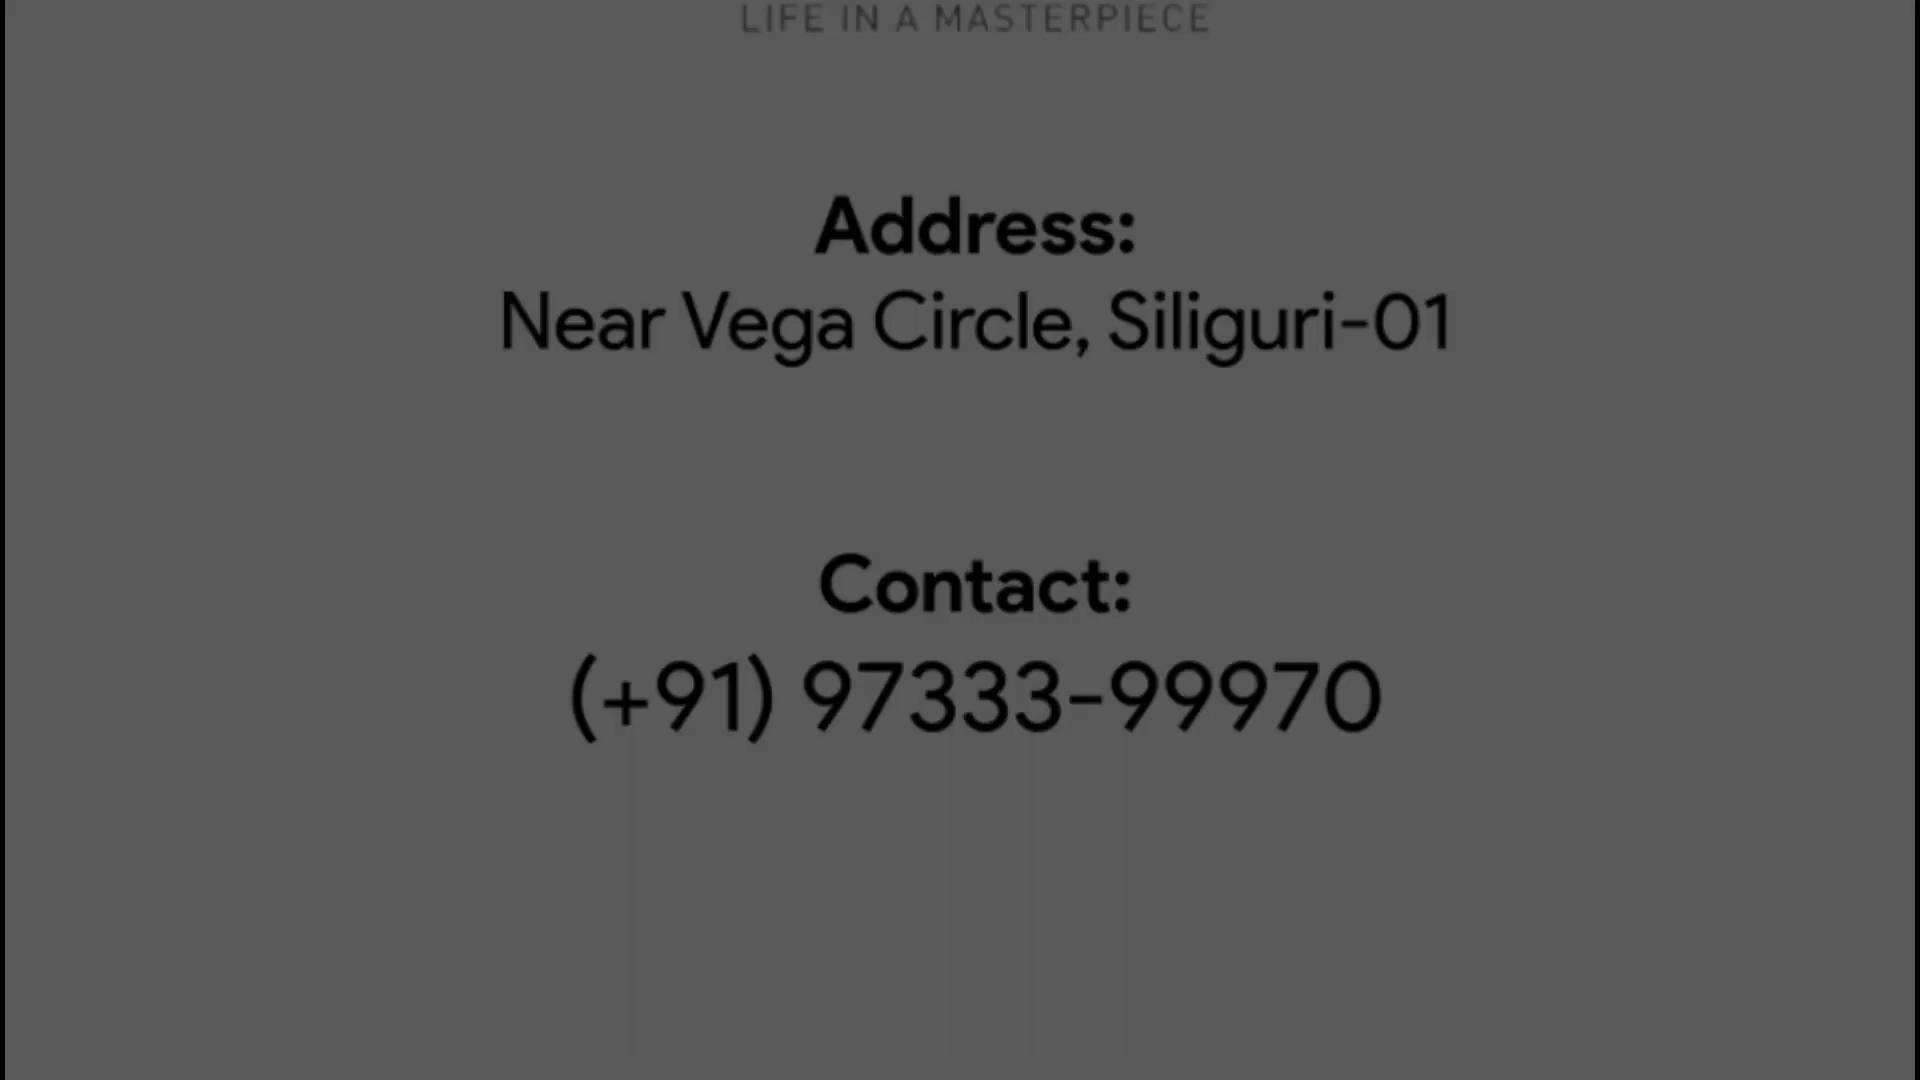 LIFE IN A MASTERPIECE
Address:
Near Vega Circle, Siliguri-01
Contact:
(+91) 97333-99970